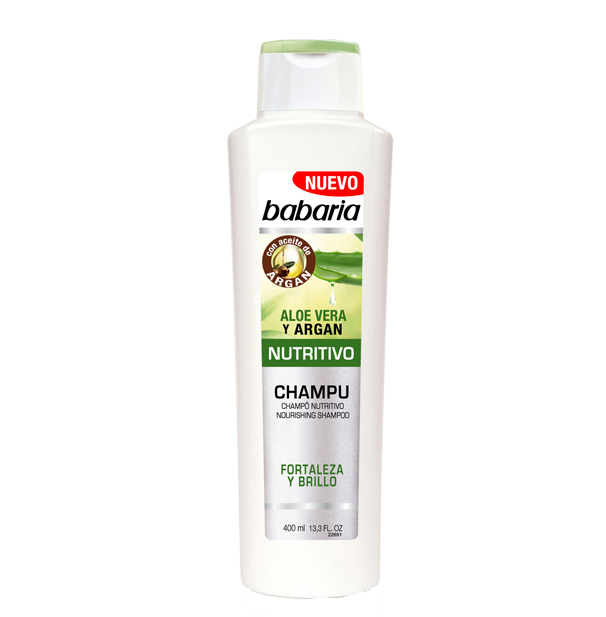 NUEVO
babaria
con aceite de
ARGAN
ALOE VERA
Y ARGAN
NUTRITIVO
CHAMPU
CHAMPÔ NUTRITIVO
NOURISHING SHAMPOO
FORTALEZA
Y BRILLO
400 ml 13,3 FL. OZ
22691